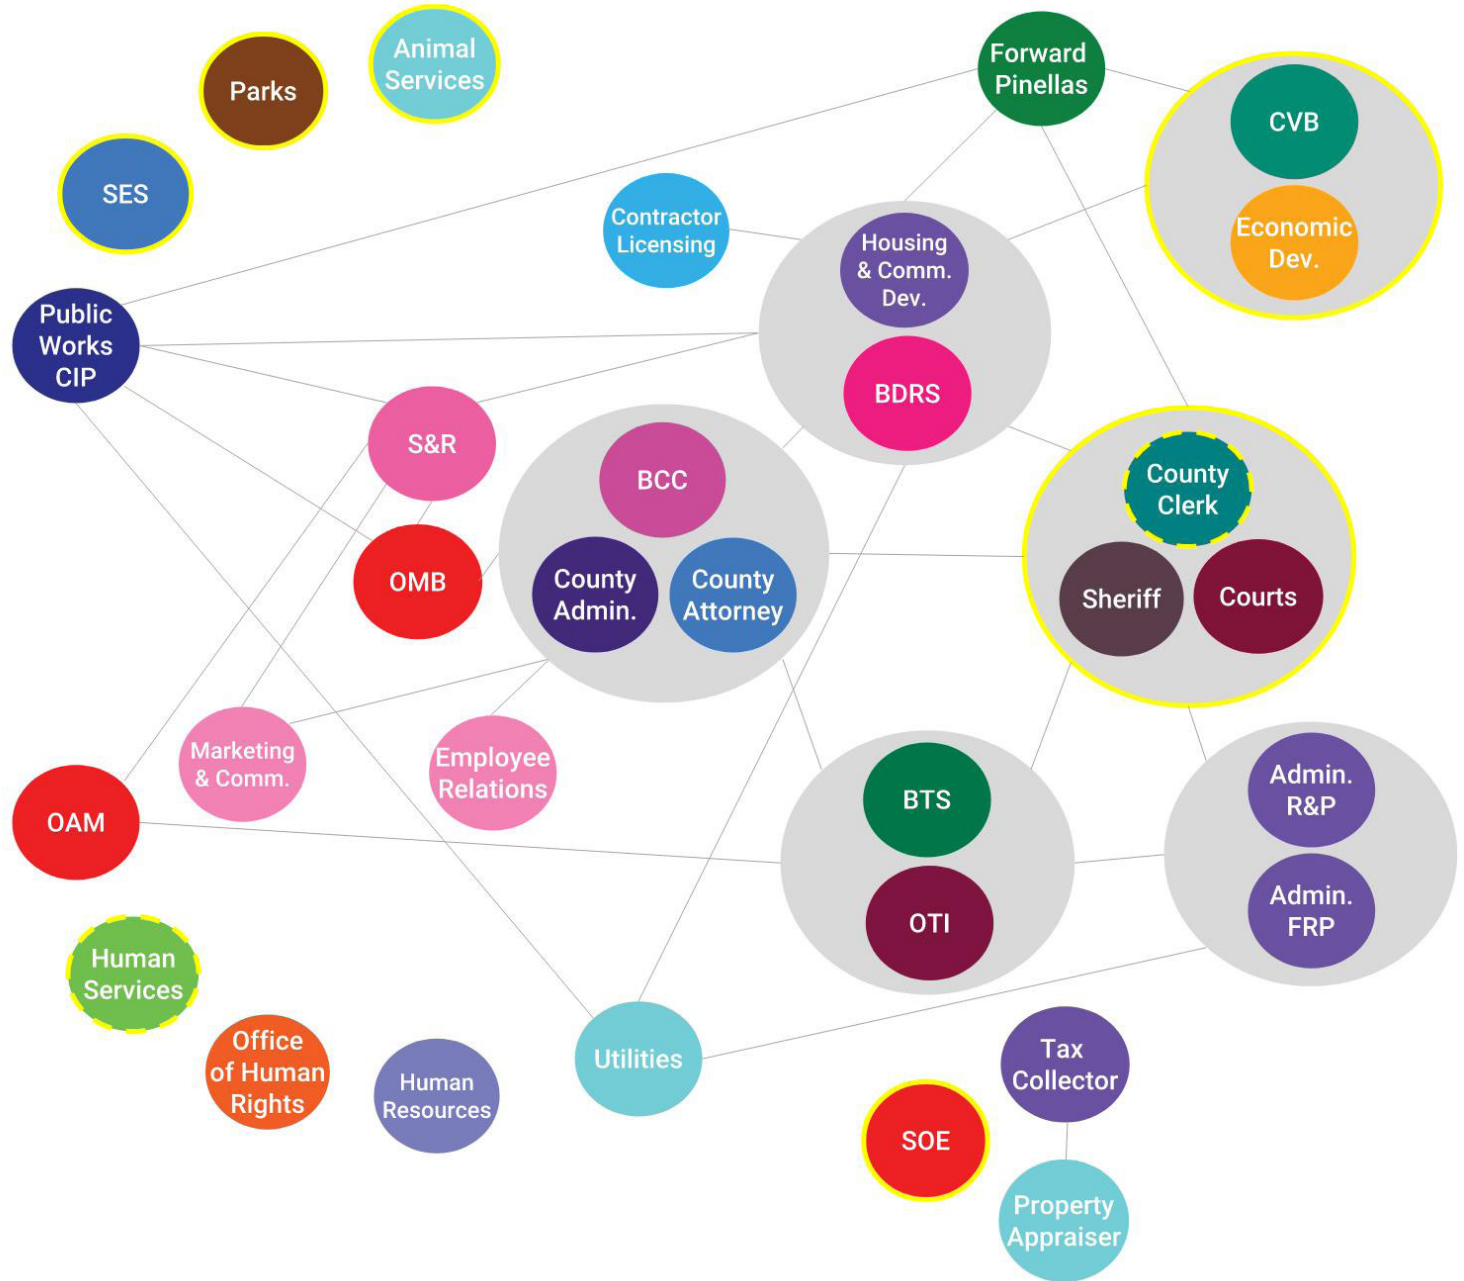 Animal
Services
Parks
SES
Forward
Pinellas
CVB
Economic
Dev.
Contractor
Licensing
Housing
& Comm.
Dev.
BDRS
Public
Works
CIP
S&R
OMB
BCC
County
Admin.
County
Attorney
County
Clerk
Sheriff
Courts
Marketing
& Comm.
Employee
Relations
OAM
BTS
OTI
Admin.
R&P
Admin.
FRP
Human
Services
Office
of Human
Rights
Human
Resources
Utilities
SOE
Tax
Collector
Property
Appraiser